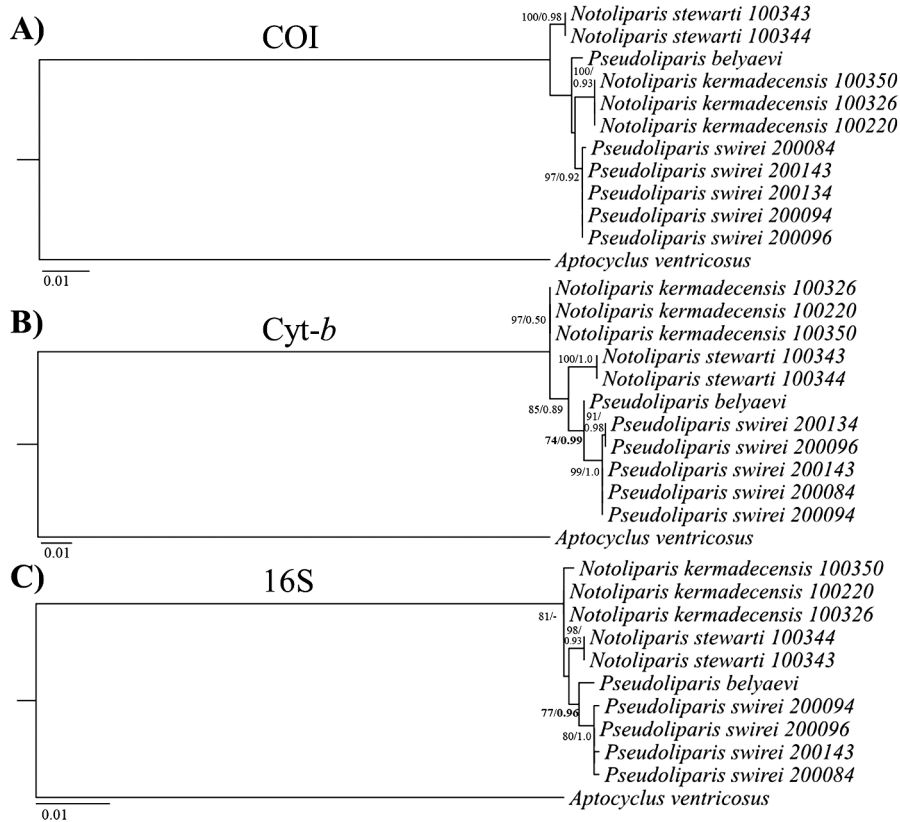 A)
COI
100/0.98
Notoliparis stewarti 100343
Notoliparis stewarti 100344
Pseudoliparis belyaevi
100/
0.93
Notoliparis kermadecensis 100350
Notoliparis kermadecensis 100326
Notoliparis kermadecensis 100220
Pseudoliparis swirei 200084
Pseudoliparis swirei 200143
97/0.92
Pseudoliparis swirei 200134
Pseudoliparis swirei 200094
Pseudoliparis swirei 200096
Aptocyclus ventricosus
0.01
B)
Cyt-b
Notoliparis kermadecensis 100326
Notoliparis kermadecensis 100220
97/0.50
Notoliparis kermadecensis 100350
100/1.0
Notoliparis stewarti 100343
Notoliparis stewarti 100344
85/0.89
Pseudoliparis belyaevi
91/
0.98
Pseudoliparis swirei 200134
74/0.99
Pseudoliparis swirei 200096
99/1.0
Pseudoliparis swirei 200143
Pseudoliparis swirei 200084
Pseudoliparis swirei 200094
Aptocyclus ventricosus
0.01
C)
16S
Notoliparis kermadecensis 100350
Notoliparis kermadecensis 100220
81/-
Notoliparis kermadecensis 100326
98/
0.93
Notoliparis stewarti 100344
Notoliparis stewarti 100343
Pseudoliparis belyaevi
77/0.96
Pseudoliparis swirei 200094
80/1.0
Pseudoliparis swirei 200096
Pseudoliparis swirei 200143
Pseudoliparis swirei 200084
Aptocyclus ventricosus
0.01